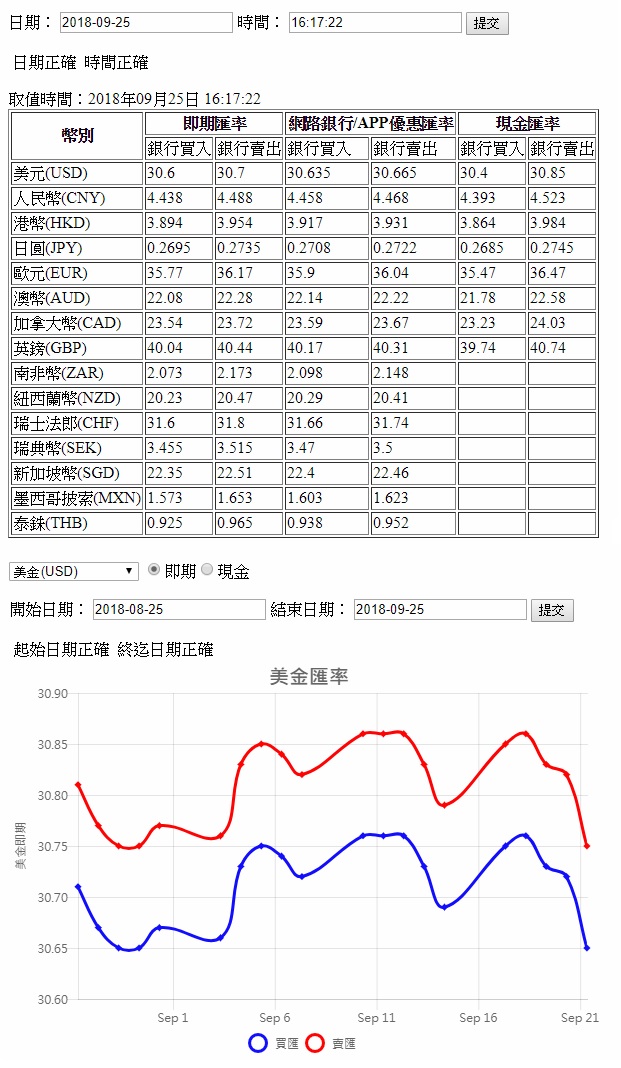 日期： 2018-09-25 時間： 16:17:22 提交
日期正確 時間正確
取值時間：2018年09月25日 16:17:22
幣別 即期匯率 網路銀行/APP優惠匯率 現金匯率
銀行買入 銀行賣出 銀行買入 銀行賣出 銀行買入 銀行賣出
美元(USD) 30.6 30.7 30.635 30.665 30.4 30.85
人民幣(CNY) 4.438 4.488 4.458 4.468 4.393 4.523
港幣(HKD) 3.894 3.954 3.917 3.931 3.864 3.984
日圓(JPY) 0.2695 0.2735 0.2708 0.2722 0.2685 0.2745
歐元(EUR) 35.77 36.17 35.9 36.04 35.47 36.47
澳幣(AUD) 22.08 22.28 22.14 22.22 21.78 22.58
加拿大幣(CAD) 23.54 23.72 23.59 23.67 23.23 24.03
英鎊(GBP) 40.04 40.44 40.17 40.31 39.74 40.74
南非幣(ZAR) 2.073 2.173 2.098 2.148
紐西蘭幣(NZD) 20.23 20.47 20.29 20.41
瑞士法郎(CHF) 31.6 31.8 31.66 31.74
瑞典幣(SEK) 3.455 3.515 3.47 3.5
新加坡幣(SGD) 22.35 22.51 22.4 22.46
墨西哥披索(MXN) 1.573 1.653 1.603 1.623
泰銖(THB) 0.925 0.965 0.938 0.952
美金(USD) 即期 現金
開始日期： 2018-08-25 結束日期： 2018-09-25 提交
起始日期正確 終迄日期正確
美金匯率
30.90
30.85
30.80
30.75
30.70
30.65
30.60
美金即期
Sep 1 Sep 6 Sep 11 Sep 16 Sep 21
買匯 賣匯